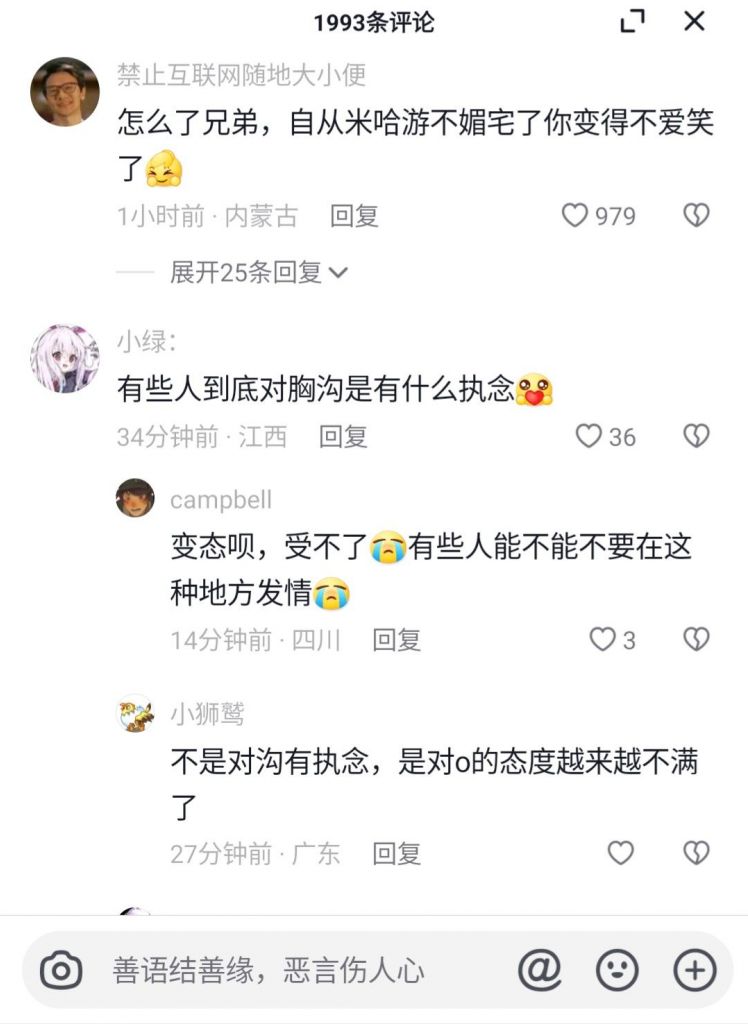 1993条评论
禁止互联网随地大小便
怎么了兄弟，自从米哈游不媚宅了你变得不爱笑
了
1小时前 · 内蒙古 回复 979
展开25条回复
小绿：
有些人到底对胸沟是有什么执念
34分钟前 · 江西 回复 36
campbell
变态呗，受不了😭有些人能不能不要在这
种地方发情😭
14分钟前 · 四川 回复 3
小狮鹫
不是对沟有执念，是对o的态度越来越不满
了
27分钟前 · 广东 回复
善语结善缘，恶言伤人心